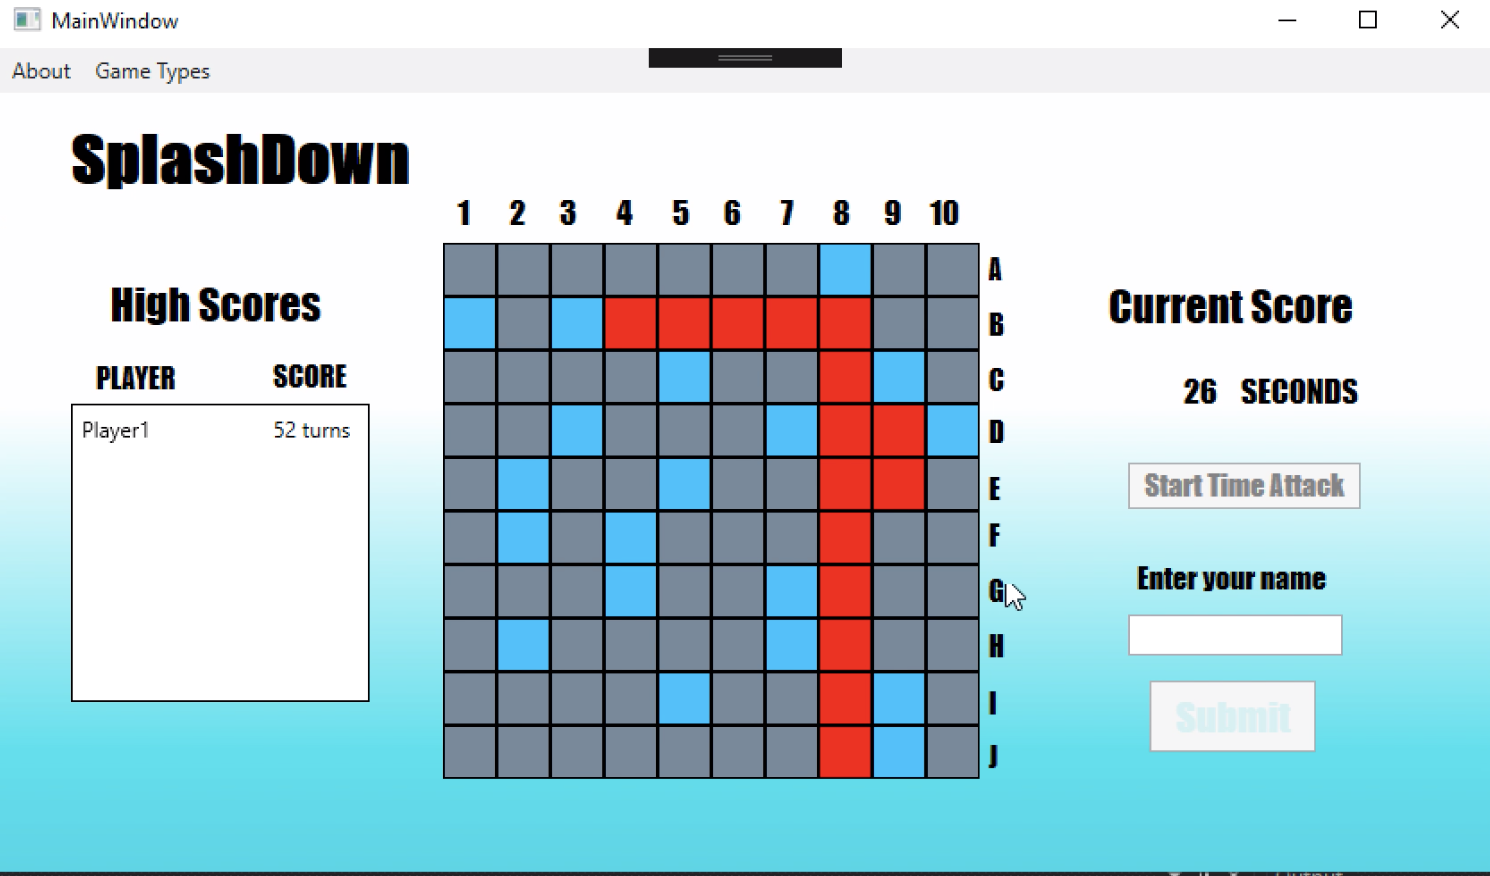 MainWindow
About Game Types
SplashDown
1 2 3 4 5 6 7 8 9 10
A
B
C
D
E
F
G
H
I
J
High Scores
PLAYER SCORE
Player1 52 turns
Current Score
26 SECONDS
Start Time Attack
Enter your name
Submit